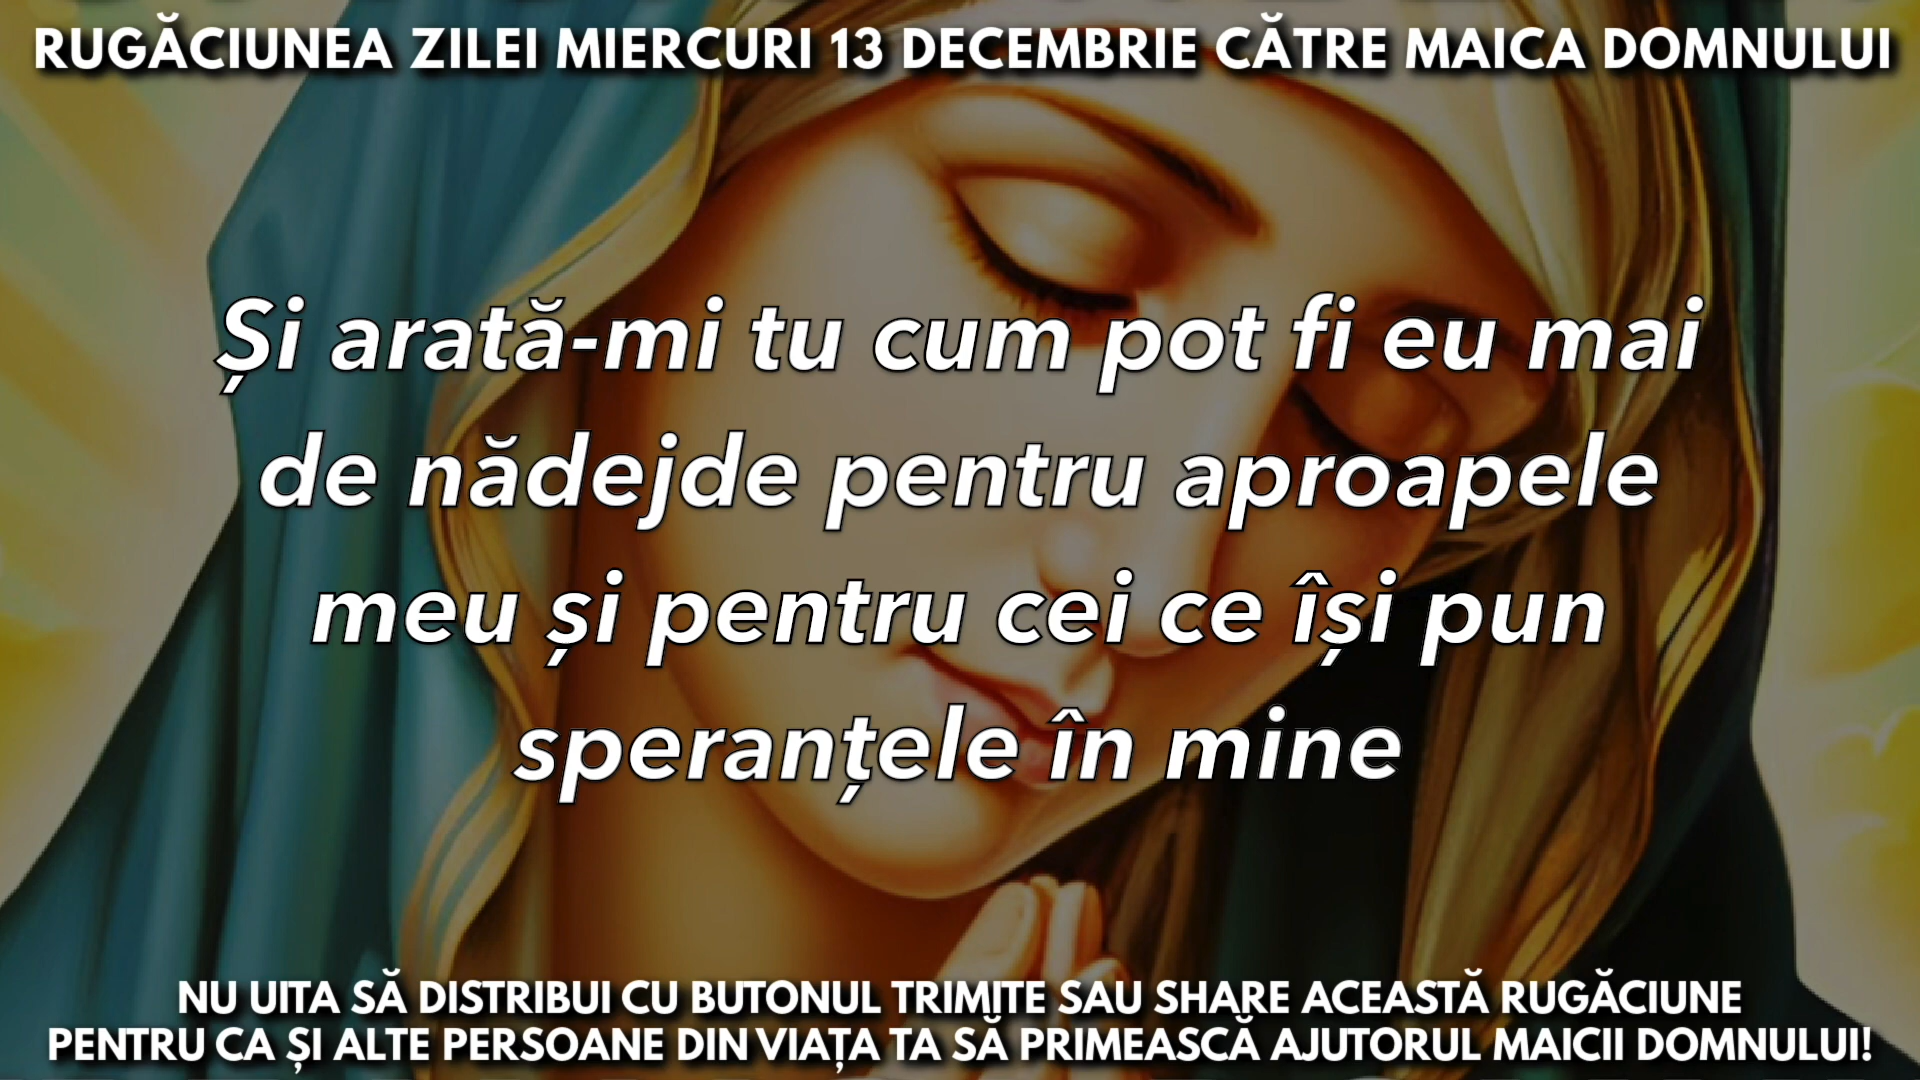 RUGĂCIUNEA ZILEI MIERCURI 13 DECEMBRIE CĂTRE MAICA DOMNULUI
Și arată-mi tu cum pot fi eu mai
de nădejde pentru aproapele
meu și pentru cei ce își pun
speranțele în mine
NU UITA SĂ DISTRIBUI CU BUTONUL TRIMITE SAU SHARE ACEASTĂ RUGĂCIUNE
PENTRU CA ȘI ALTE PERSOANE DIN VIAȚA TA SĂ PRIMEASCĂ AJUTORUL MAICII DOMNULUI!